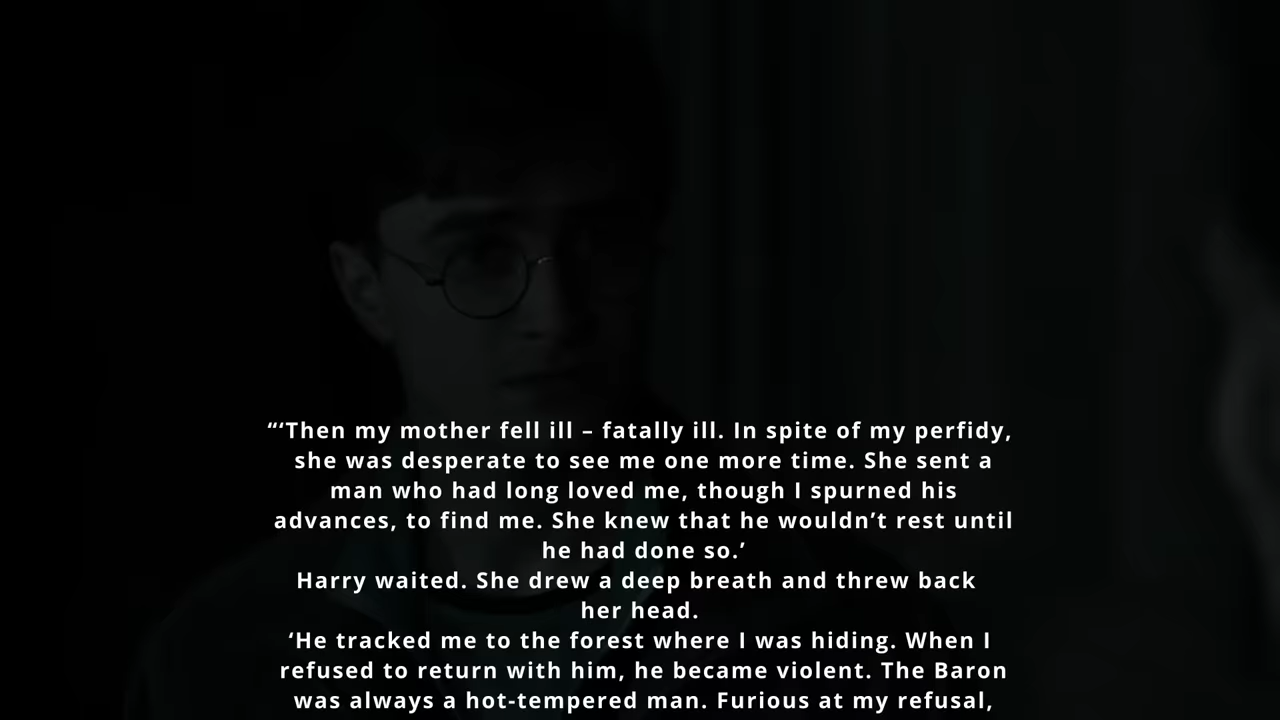 “‘Then my mother fell ill – fatally ill. In spite of my perfidy,
she was desperate to see me one more time. She sent a
man who had long loved me, though I spurned his
advances, to find me. She knew that he wouldn’t rest until
he had done so.’
Harry waited. She drew a deep breath and threw back
her head.
‘He tracked me to the forest where I was hiding. When I
refused to return with him, he became violent. The Baron
was always a hot-tempered man. Furious at my refusal,